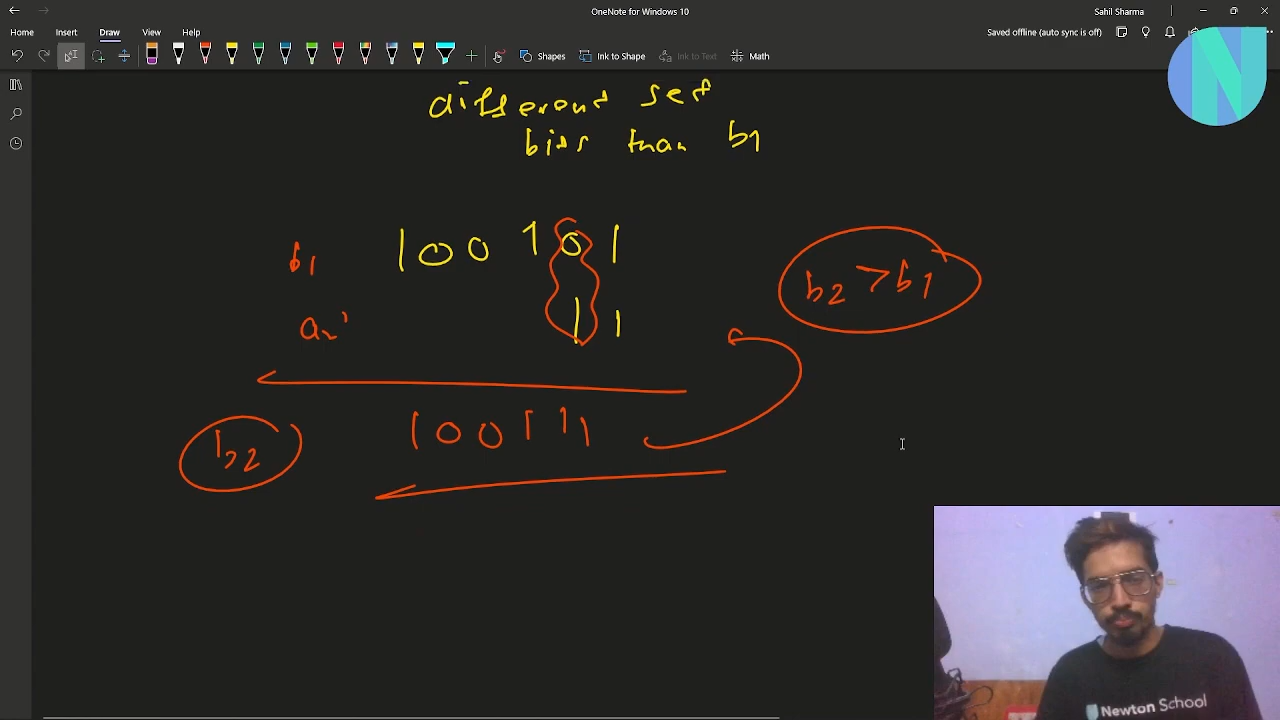 OneNote for Windows 10
Sahil Sharma
Home Insert Draw View Help
Saved offline (auto sync is off)
Shapes Ink to Shape Ink to Text Math
different set
bits than b1
b1 100101
a2' 11
b2 > b1
b2 100111
Newton School